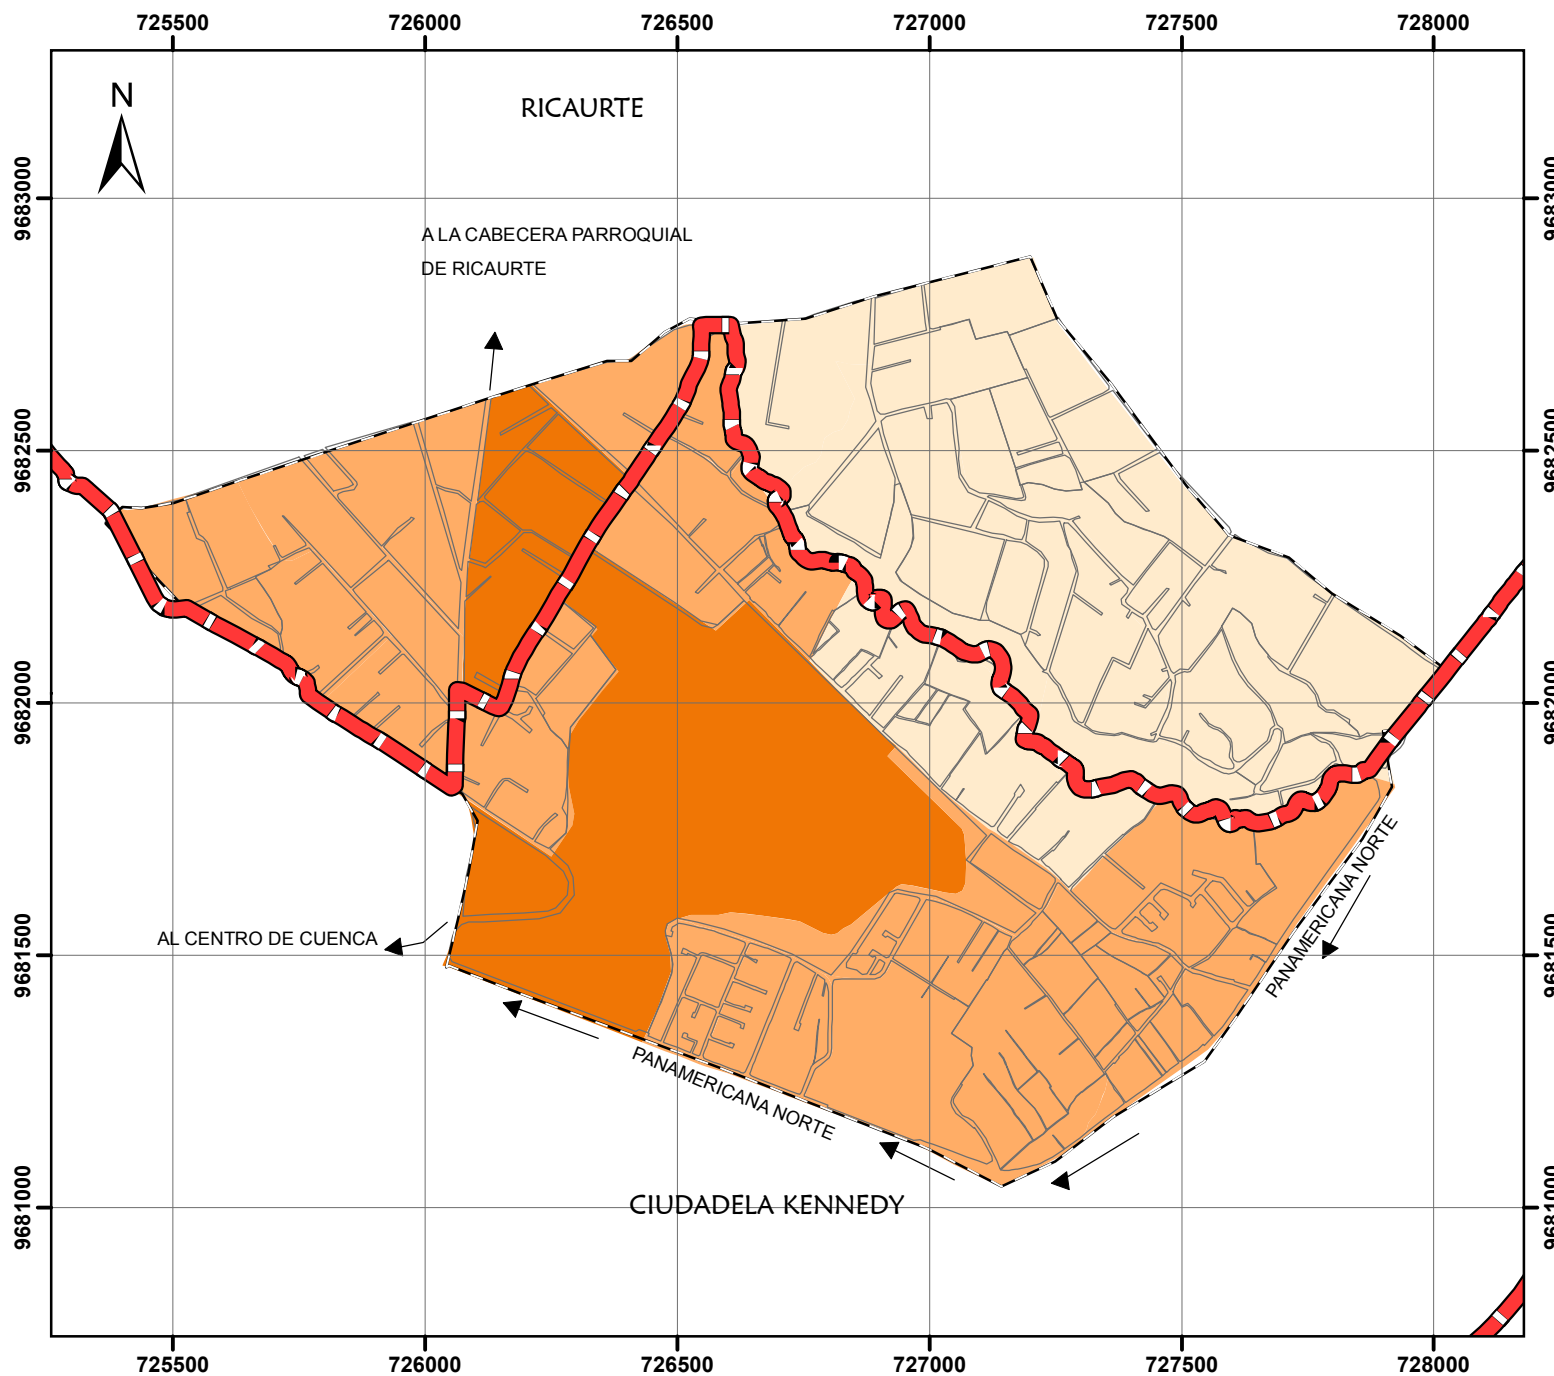 725500 726000 726500 727000 727500 728000
N
RICAURTE
9683000 9683000
A LA CABECERA PARROQUIAL
DE RICAURTE
9682500 9682500
9682000 9682000
PANAMERICANA NORTE
AL CENTRO DE CUENCA
9681500 9681500
PANAMERICANA NORTE
CIUDADELA KENNEDY
9681000 9681000
725500 726000 726500 727000 727500 728000